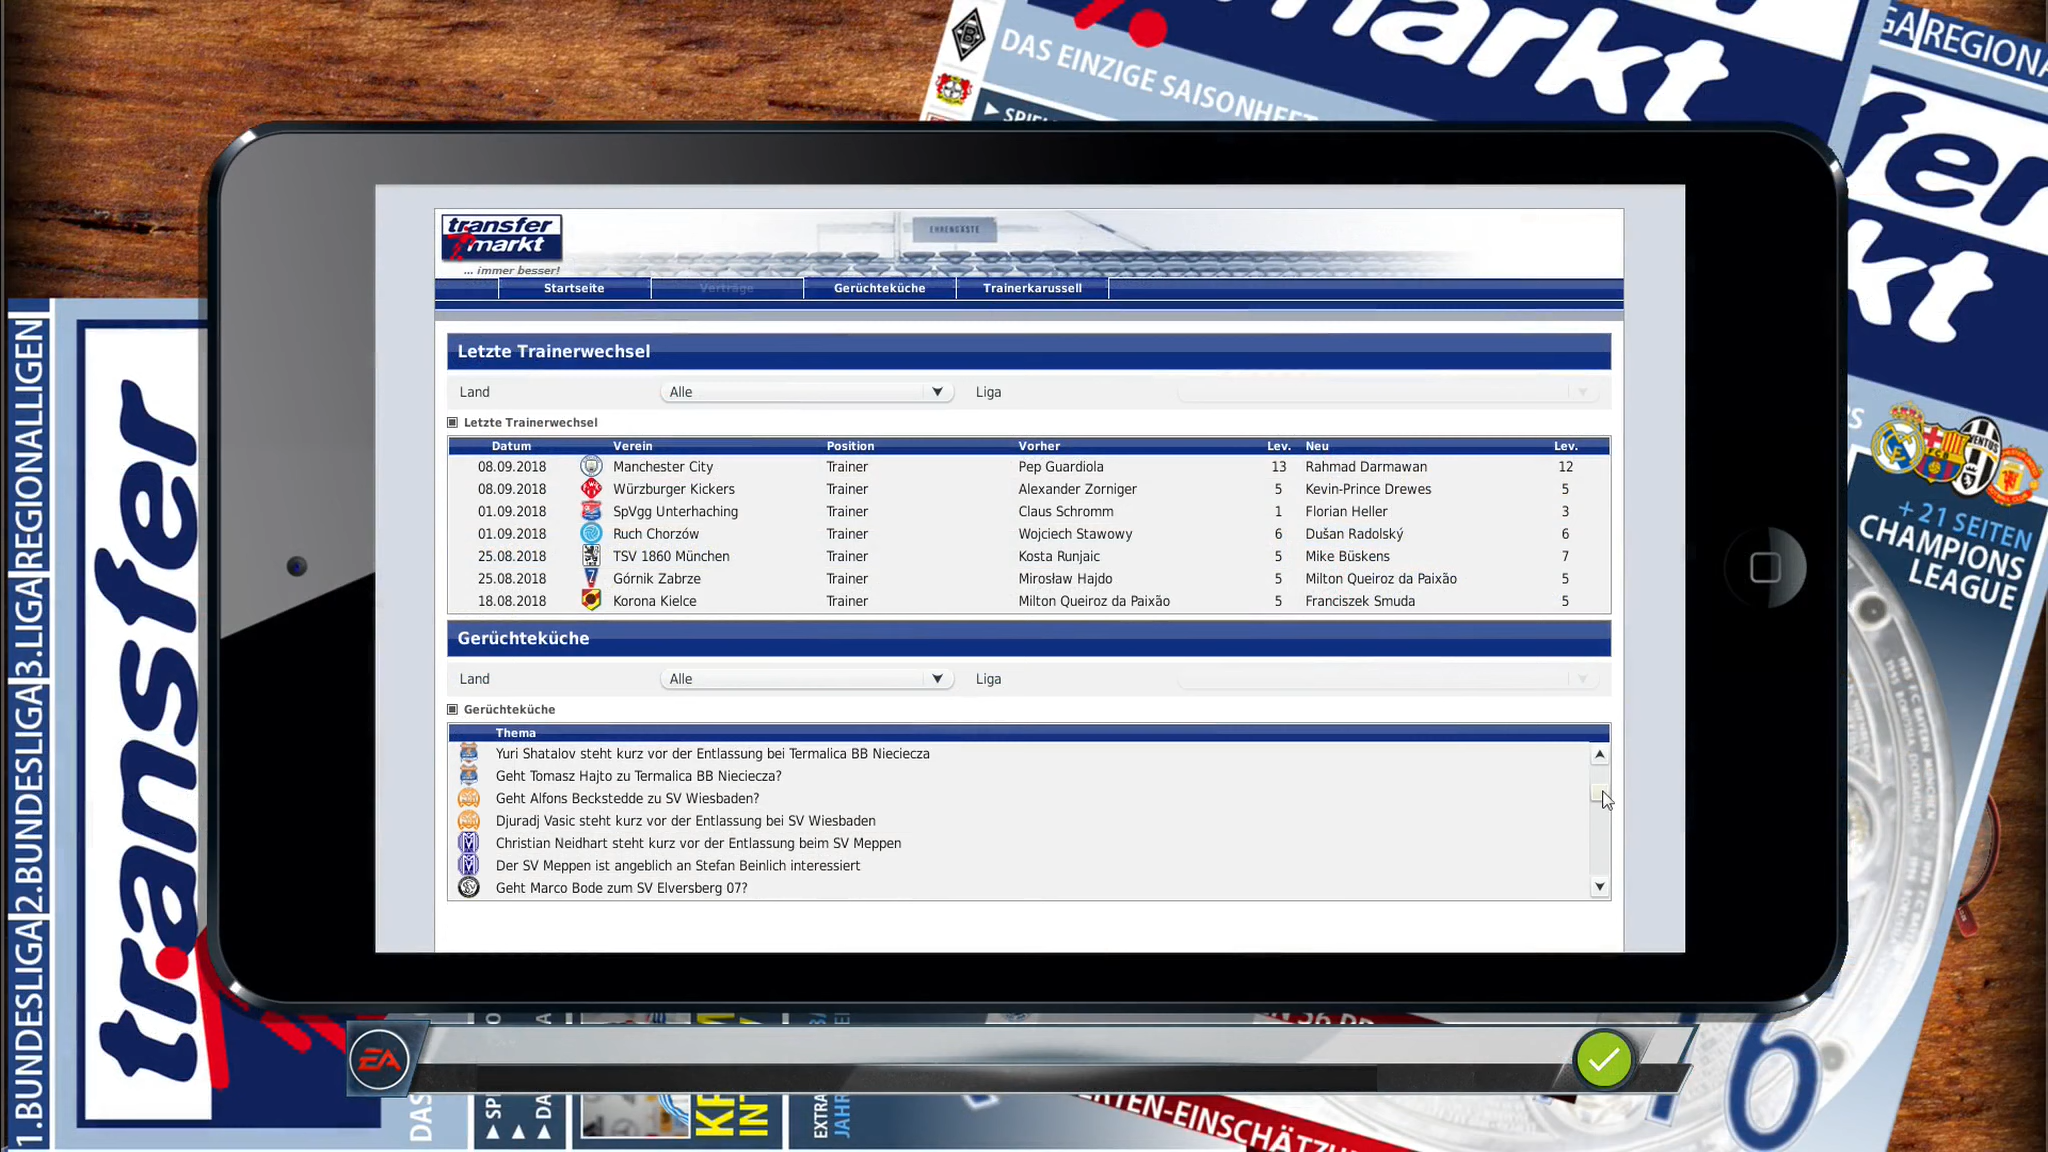 DAS EINZIGE SAISONHEFT
transfer
markt
... immer besser!
EHRENGÄSTE
Startseite
Verträge
Gerüchteküche
Trainerkarussell
Letzte Trainerwechsel
Land Alle Liga
Letzte Trainerwechsel
Datum Verein Position Vorher Lev. Neu Lev.
08.09.2018 Manchester City Trainer Pep Guardiola 13 Rahmad Darmawan 12
08.09.2018 Würzburger Kickers Trainer Alexander Zorniger 5 Kevin-Prince Drewes 5
01.09.2018 SpVgg Unterhaching Trainer Claus Schromm 1 Florian Heller 3
01.09.2018 Ruch Chorzów Trainer Wojciech Stawowy 6 Dušan Radolský 6
25.08.2018 TSV 1860 München Trainer Kosta Runjaic 5 Mike Büskens 7
25.08.2018 Górnik Zabrze Trainer Mirosław Hajdo 5 Milton Queiroz da Paixão 5
18.08.2018 Korona Kielce Trainer Milton Queiroz da Paixão 5 Franciszek Smuda 5
Gerüchteküche
Land Alle Liga
Gerüchteküche
Thema
Yuri Shatalov steht kurz vor der Entlassung bei Termalica BB Nieciecza
Geht Tomasz Hajto zu Termalica BB Nieciecza?
Geht Alfons Beckstedde zu SV Wiesbaden?
Djuradj Vasic steht kurz vor der Entlassung bei SV Wiesbaden
Christian Neidhart steht kurz vor der Entlassung beim SV Meppen
Der SV Meppen ist angeblich an Stefan Beinlich interessiert
Geht Marco Bode zum SV Elversberg 07?
1.BUNDESLIGA 2.BUNDESLIGA 3.LIGA REGIONALLIGEN
transfer
+ 21 SEITEN
CHAMPIONS
LEAGUE
EA
DAS
16